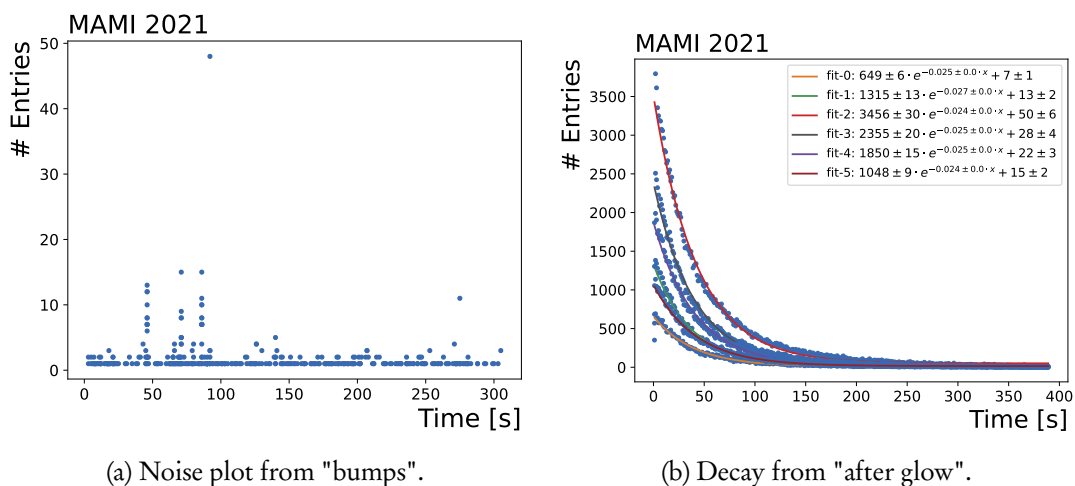 MAMI 2021
# Entries
50
40
30
20
10
0
0 50 100 150 200 250 300
Time [s]
(a) Noise plot from "bumps".
MAMI 2021
# Entries
3500
3000
2500
2000
1500
1000
500
0
fit-0: 649 ± 6 · e^{−0.025 ± 0.0 · x} + 7 ± 1
fit-1: 1315 ± 13 · e^{−0.027 ± 0.0 · x} + 13 ± 2
fit-2: 3456 ± 30 · e^{−0.024 ± 0.0 · x} + 50 ± 6
fit-3: 2355 ± 20 · e^{−0.025 ± 0.0 · x} + 28 ± 4
fit-4: 1850 ± 15 · e^{−0.025 ± 0.0 · x} + 22 ± 3
fit-5: 1048 ± 9 · e^{−0.024 ± 0.0 · x} + 15 ± 2
0 50 100 150 200 250 300 350 400
Time [s]
(b) Decay from "after glow".